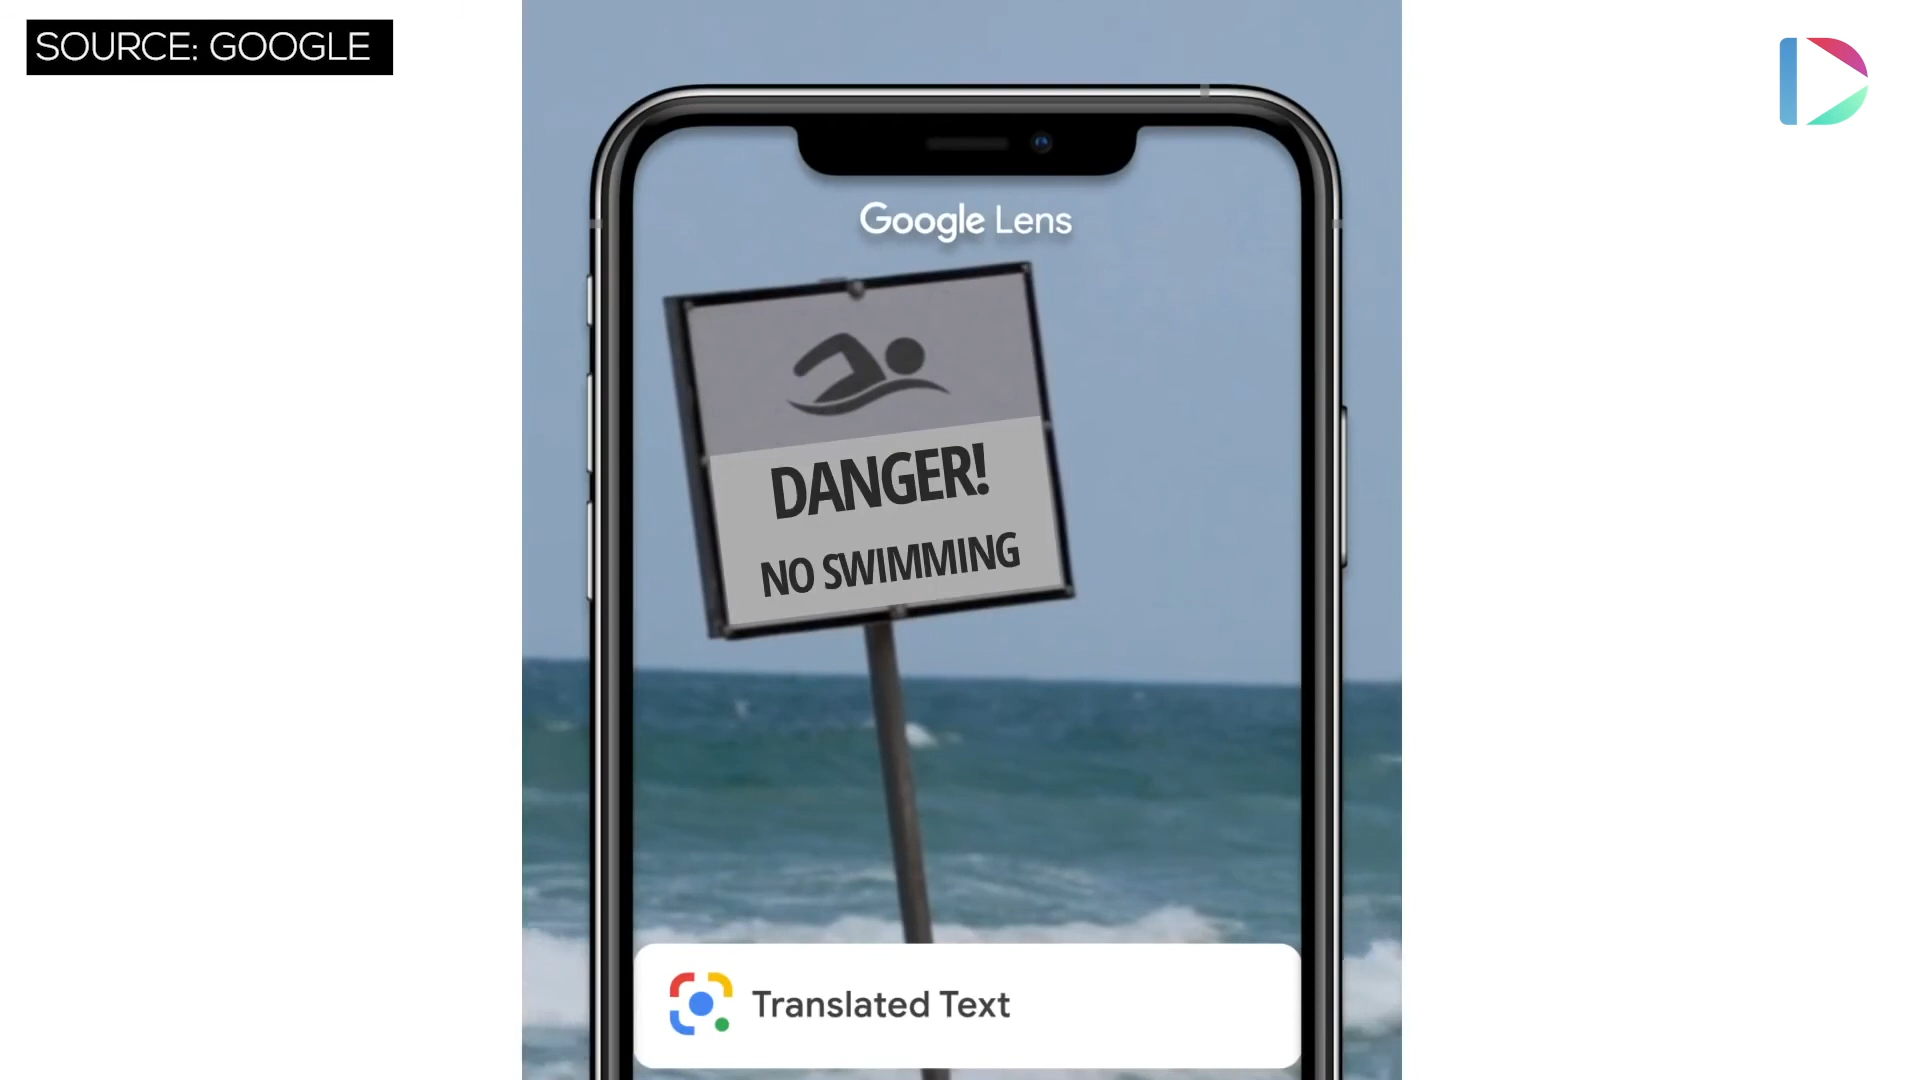 SOURCE: GOOGLE
Google Lens
DANGER!
NO SWIMMING
Translated Text